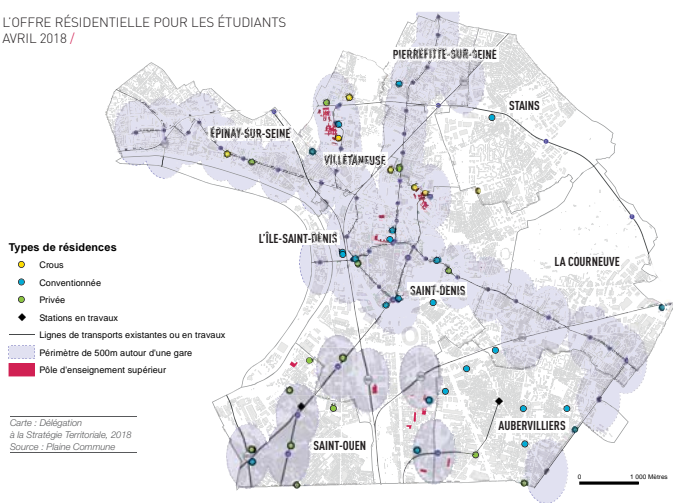 L'OFFRE RÉSIDENTIELLE POUR LES ÉTUDIANTS
AVRIL 2018 /
PIERREFITTE-SUR-SEINE
STAINS
ÉPINAY-SUR-SEINE
VILLETANEUSE
L'ÎLE-SAINT-DENIS
LA COURNEUVE
SAINT-DENIS
AUBERVILLIERS
SAINT-OUEN
Types de résidences
Crous
Conventionnée
Privée
Stations en travaux
Lignes de transports existantes ou en travaux
Périmètre de 500m autour d'une gare
Pôle d'enseignement supérieur
Carte : Délégation
à la Stratégie Territoriale, 2018
Source : Plaine Commune
0 1 000 Mètres